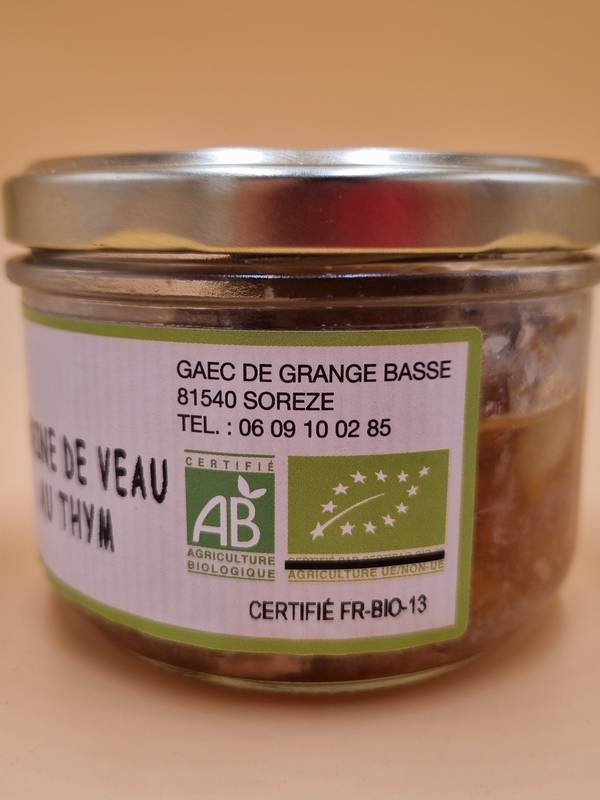 DE VEAU
AU THYM
GAEC DE GRANGE BASSE
81540 SOREZE
TEL. : 06 09 10 02 85
CERTIFIÉ
AB
AGRICULTURE
BIOLOGIQUE
AGRICULTURE UE/NON-UE
CERTIFIÉ FR-BIO-13